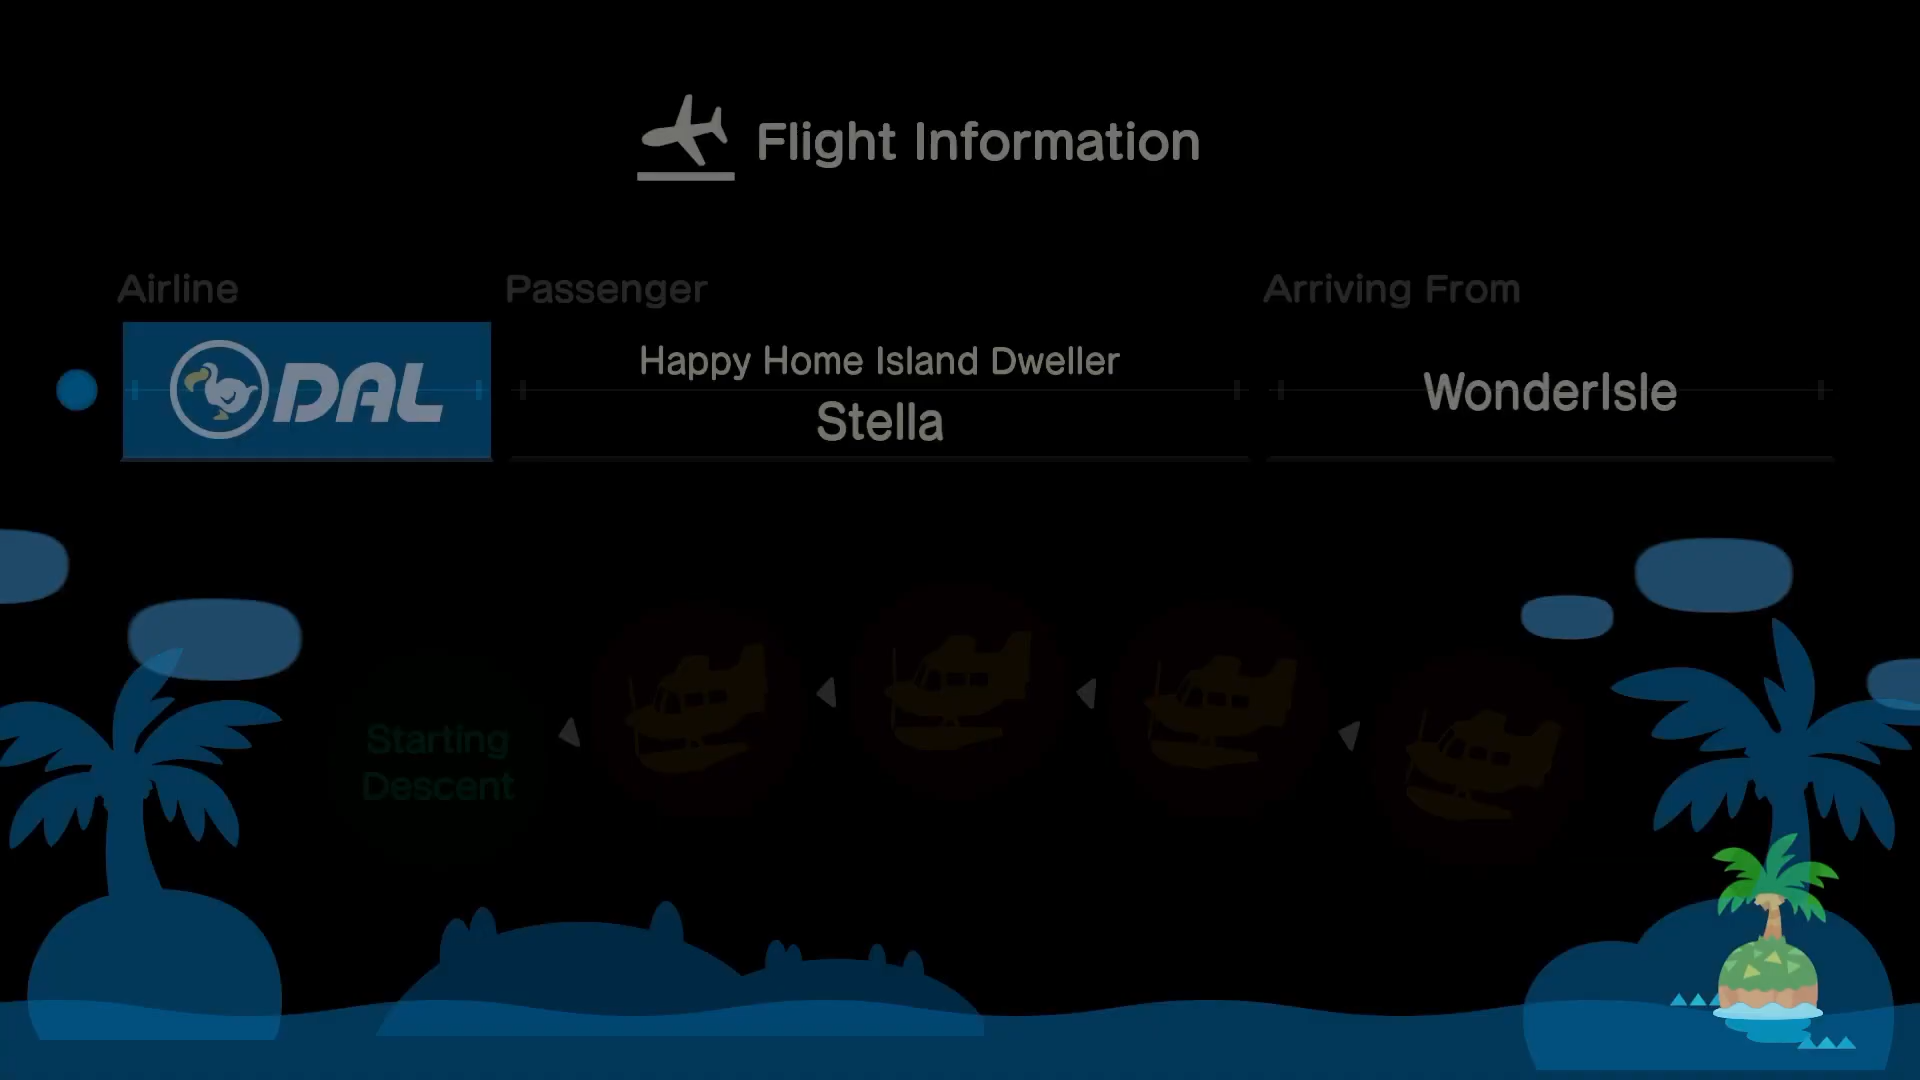 Flight Information
Airline
Passenger
Arriving From
DAL
Happy Home Island Dweller
Stella
WonderIsle
Starting
Descent